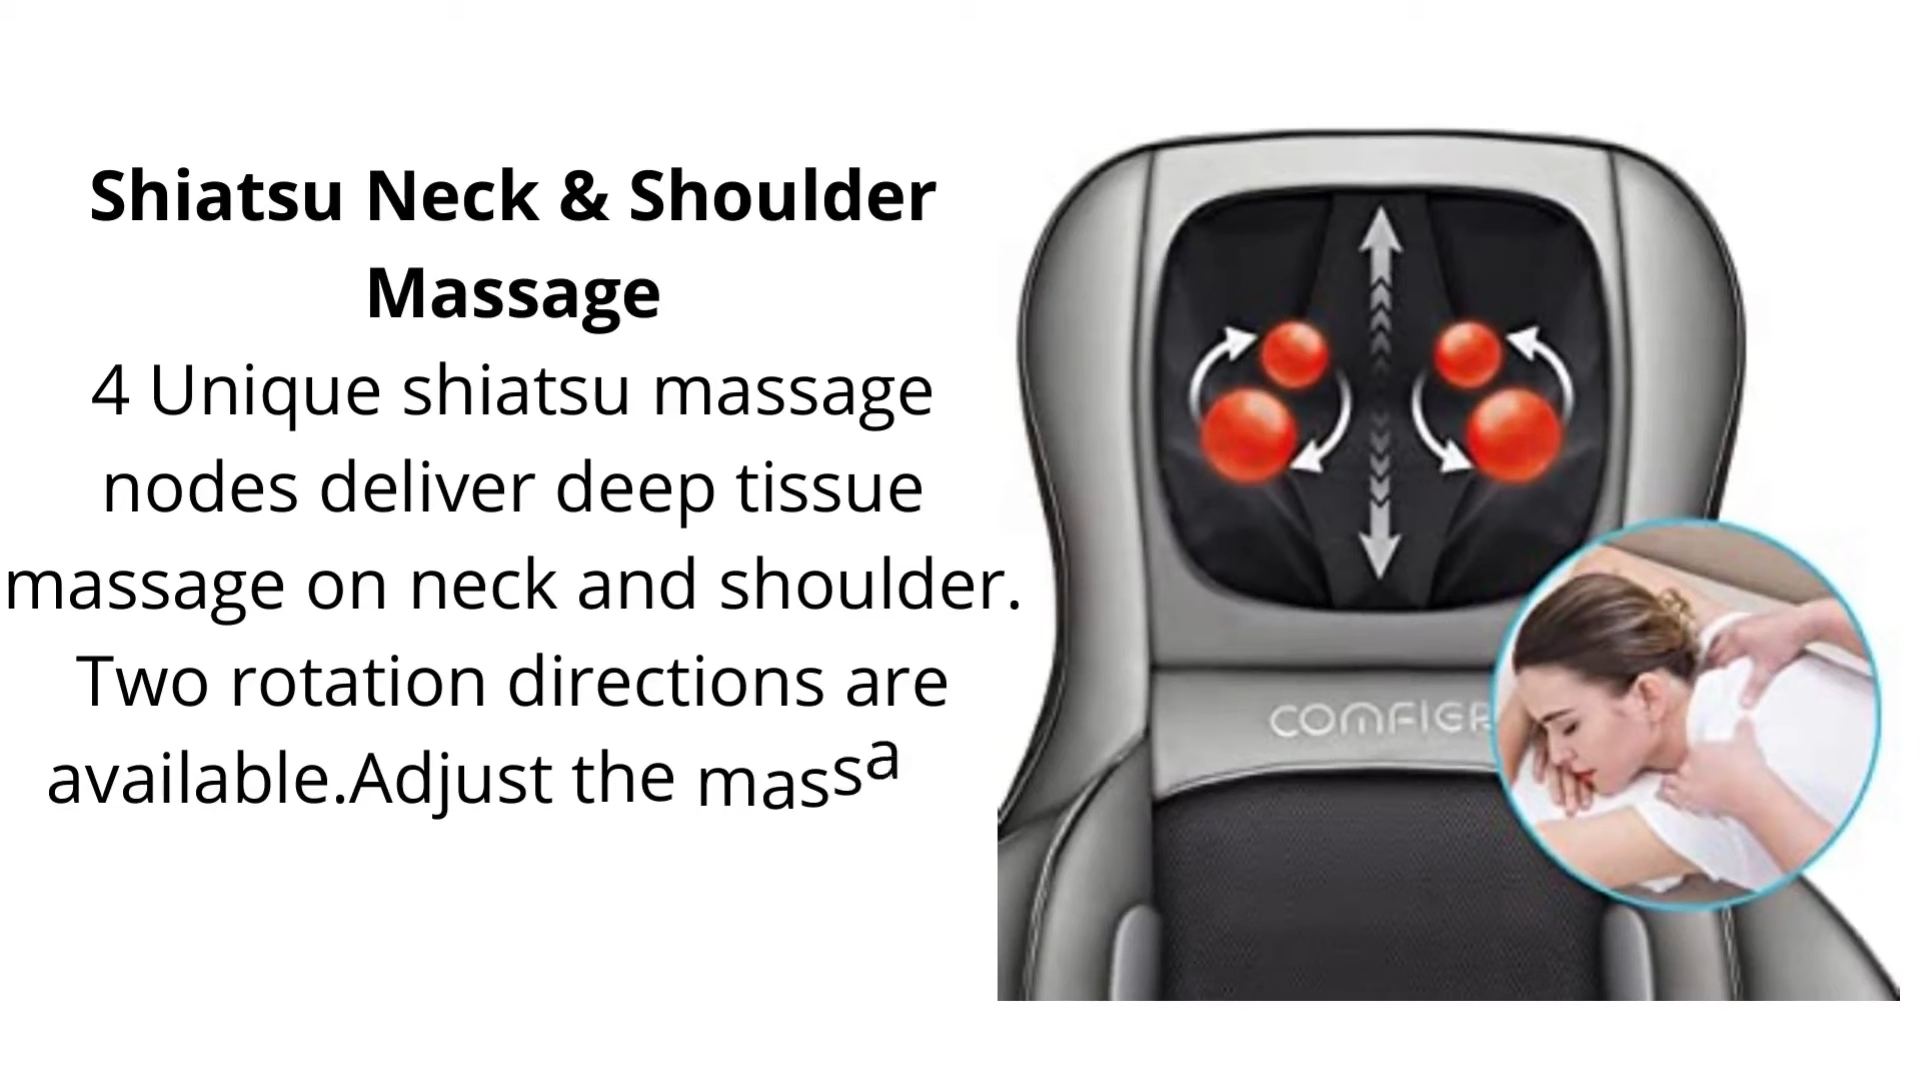 Shiatsu Neck & Shoulder
Massage
4 Unique shiatsu massage
nodes deliver deep tissue
massage on neck and shoulder.
Two rotation directions are
available.Adjust the massa
COMFIER